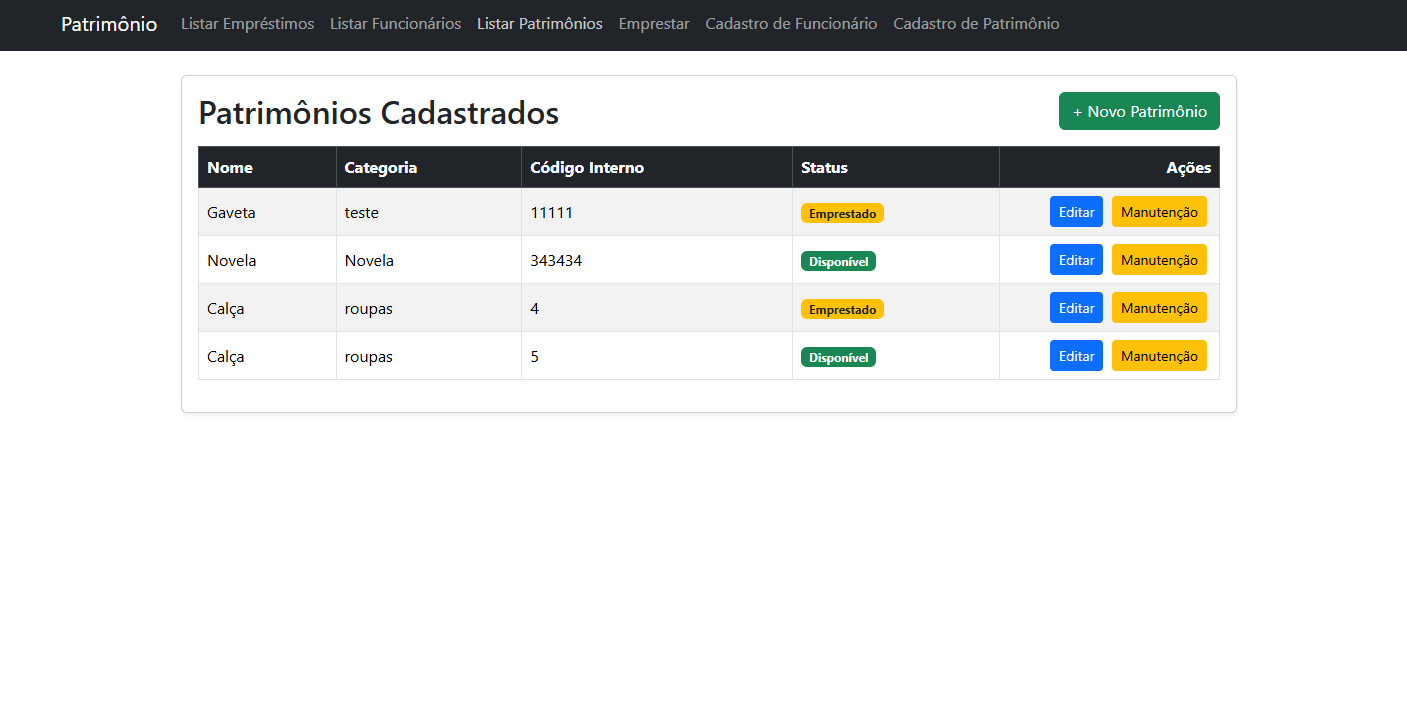 Patrimônio Listar Empréstimos Listar Funcionários Listar Patrimônios Emprestar Cadastro de Funcionário Cadastro de Patrimônio
Patrimônios Cadastrados + Novo Patrimônio
Nome Categoria Código Interno Status Ações
Gaveta teste 11111 Emprestado Editar Manutenção
Novela Novela 343434 Disponível Editar Manutenção
Calça roupas 4 Emprestado Editar Manutenção
Calça roupas 5 Disponível Editar Manutenção